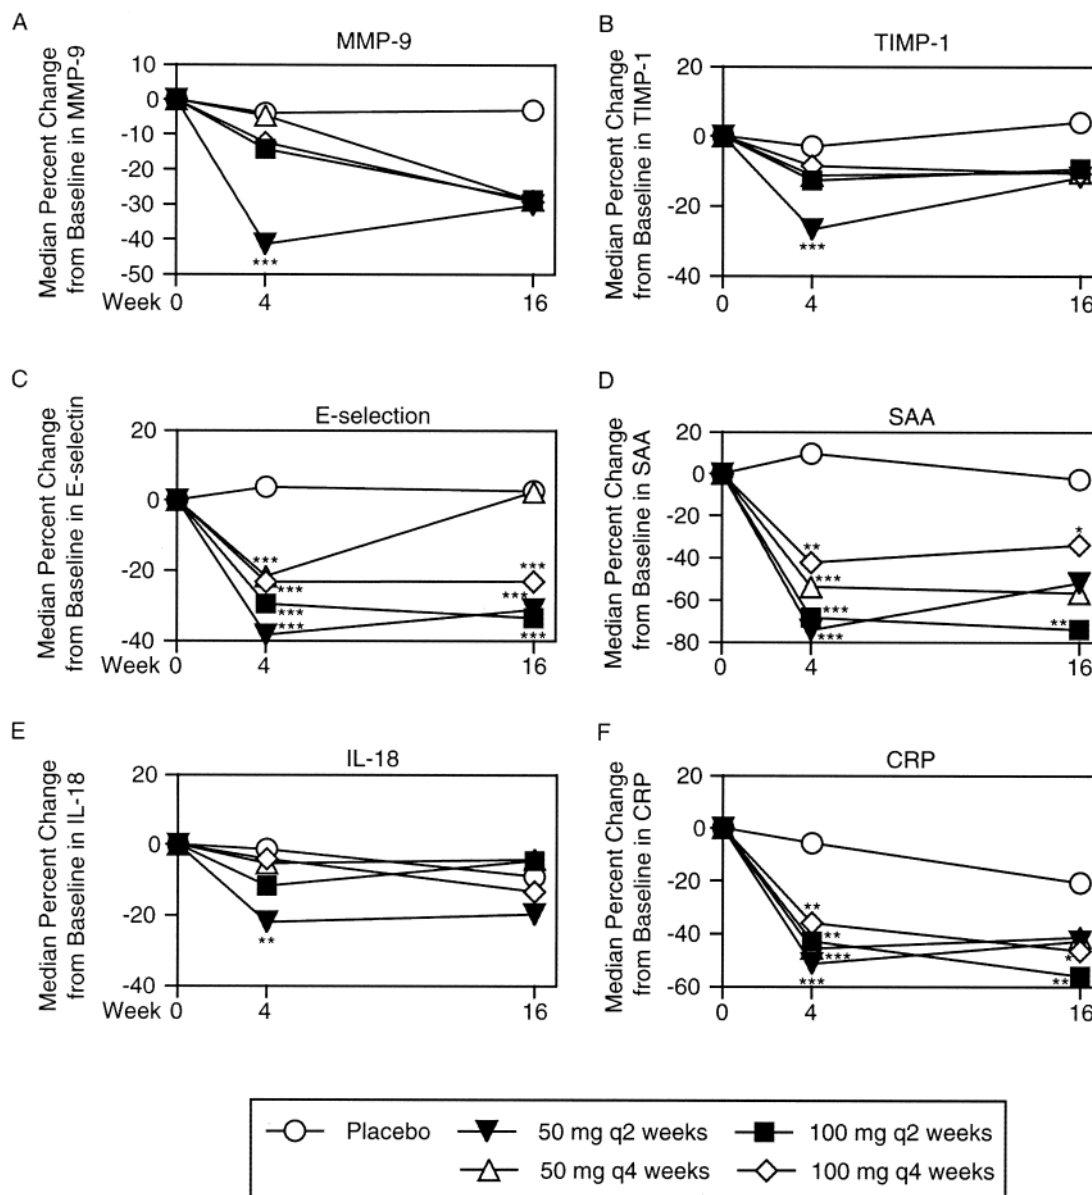 A
MMP-9
Median Percent Change
from Baseline in MMP-9
10
0
-10
-20
-30
-40
-50
***
Week 0 4 16
B
TIMP-1
Median Percent Change
from Baseline in TIMP-1
20
0
-20
-40
***
0 4 16
C
E-selection
Median Percent Change
from Baseline in E-selectin
20
0
-20
-40
***
***
***
***
***
***
***
Week 0 4 16
D
SAA
Median Percent Change
from Baseline in SAA
20
0
-20
-40
-60
-80
**
***
***
***
*
**
0 4 16
E
IL-18
Median Percent Change
from Baseline in IL-18
20
0
-20
-40
**
Week 0 4 16
F
CRP
Median Percent Change
from Baseline in CRP
20
0
-20
-40
-60
**
**
***
***
*
**
0 4 16
Placebo 50 mg q2 weeks 100 mg q2 weeks
50 mg q4 weeks 100 mg q4 weeks